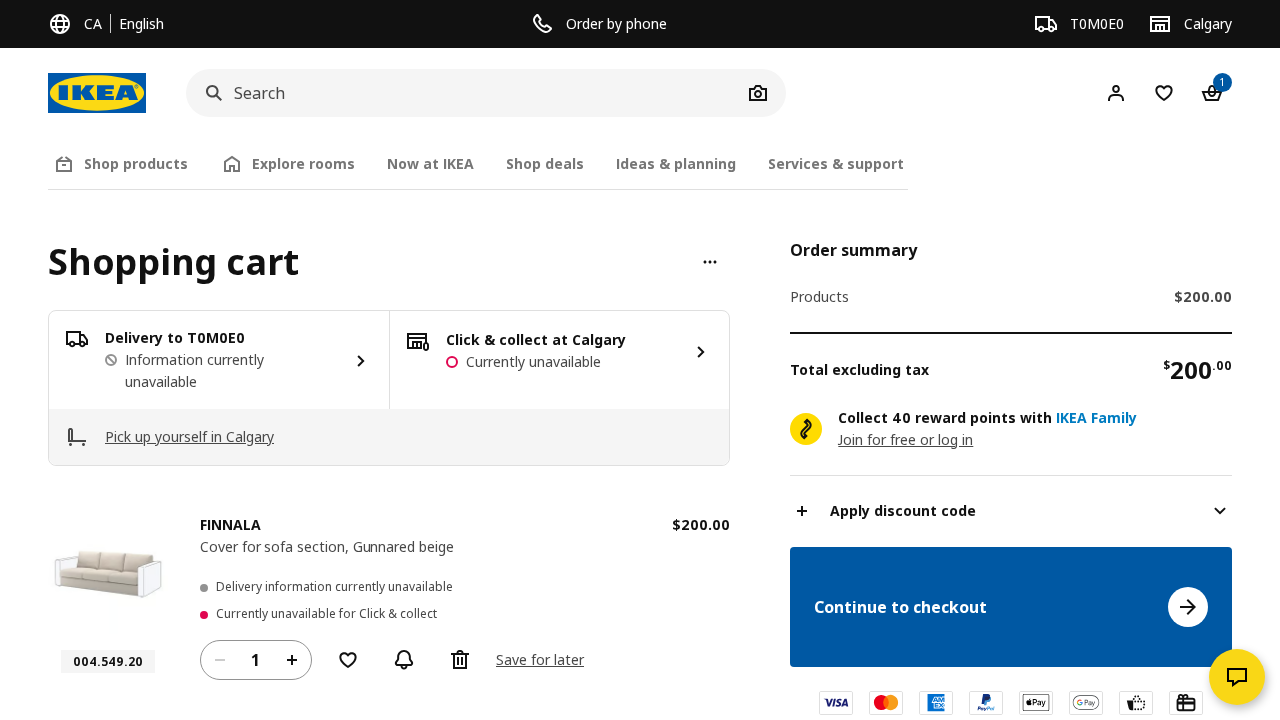 CA English
Order by phone
T0M0E0
Calgary
IKEA
Search
1
Shop products
Explore rooms
Now at IKEA
Shop deals
Ideas & planning
Services & support
Shopping cart
Delivery to T0M0E0
Information currently
unavailable
Click & collect at Calgary
Currently unavailable
Pick up yourself in Calgary
FINNALA
$200.00
Cover for sofa section, Gunnared beige
Delivery information currently unavailable
Currently unavailable for Click & collect
004.549.20
1
Save for later
Order summary
Products $200.00
Total excluding tax $200.00
Collect 40 reward points with IKEA Family
Join for free or log in
Apply discount code
Continue to checkout
VISA
AMEX
PayPal
Pay
G Pay